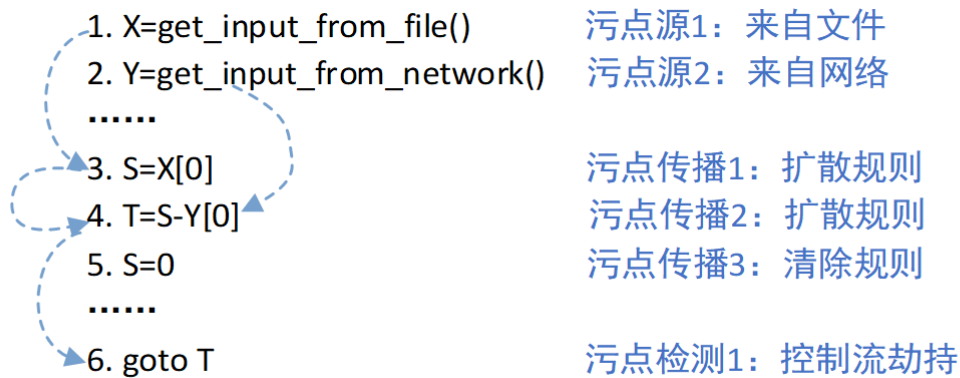 1. X=get_input_from_file() 污点源1：来自文件
2. Y=get_input_from_network() 污点源2：来自网络
......
3. S=X[0] 污点传播1：扩散规则
4. T=S-Y[0] 污点传播2：扩散规则
5. S=0 污点传播3：清除规则
......
6. goto T 污点检测1：控制流劫持